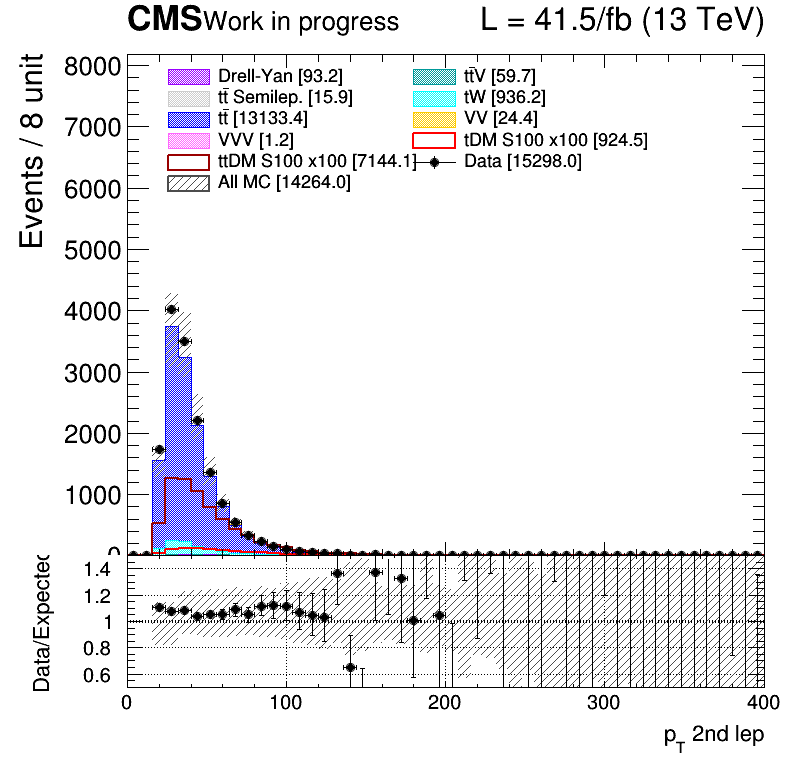 CMS Work in progress L = 41.5/fb (13 TeV)
Events / 8 unit
8000
7000
6000
5000
4000
3000
2000
1000
0
Drell-Yan [93.2]
tt̄V [59.7]
tt̄ Semilep. [15.9]
tW [936.2]
tt̄ [13133.4]
VV [24.4]
VVV [1.2]
tDM S100 x100 [924.5]
ttDM S100 x100 [7144.1]
Data [15298.0]
All MC [14264.0]
Data/Expected
1.4
1.2
1
0.8
0.6
0 100 200 300 400
p_T 2nd lep